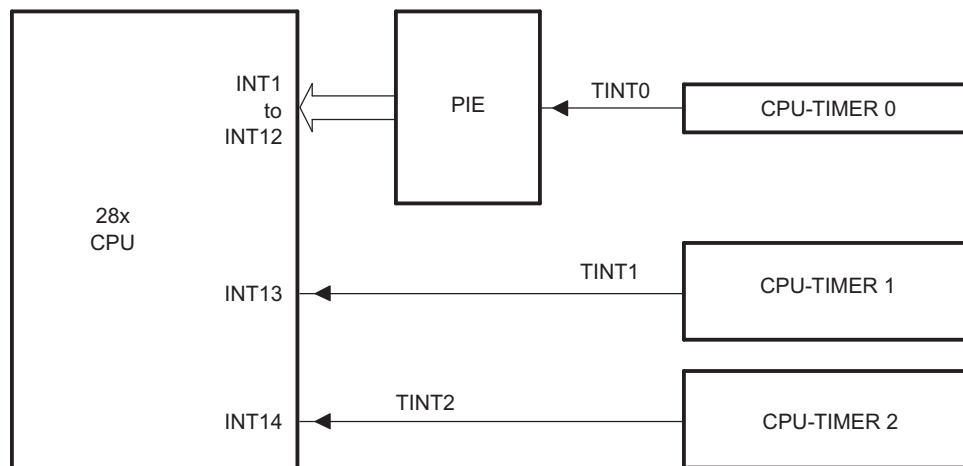 INT1
to
INT12
PIE
TINT0
CPU-TIMER 0
28x
CPU
INT13
TINT1
CPU-TIMER 1
INT14
TINT2
CPU-TIMER 2